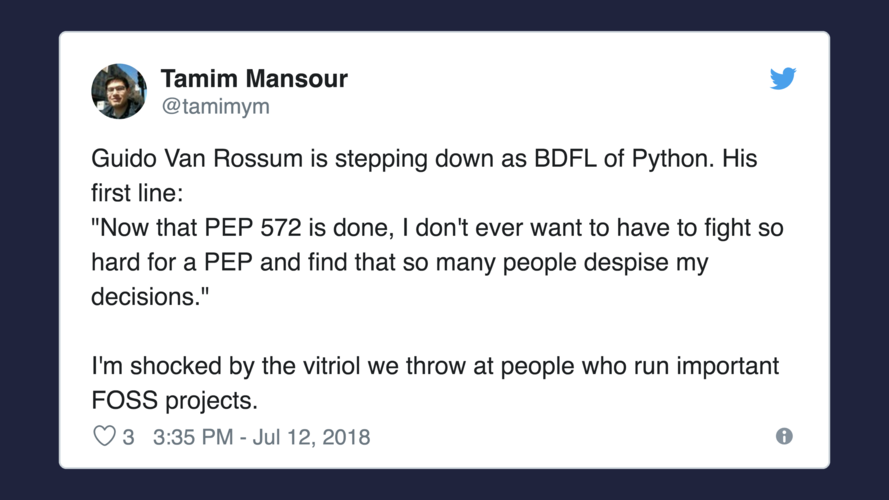 Tamim Mansour
@tamimym
Guido Van Rossum is stepping down as BDFL of Python. His
first line:
"Now that PEP 572 is done, I don't ever want to have to fight so
hard for a PEP and find that so many people despise my
decisions."
I'm shocked by the vitriol we throw at people who run important
FOSS projects.
3 3:35 PM - Jul 12, 2018